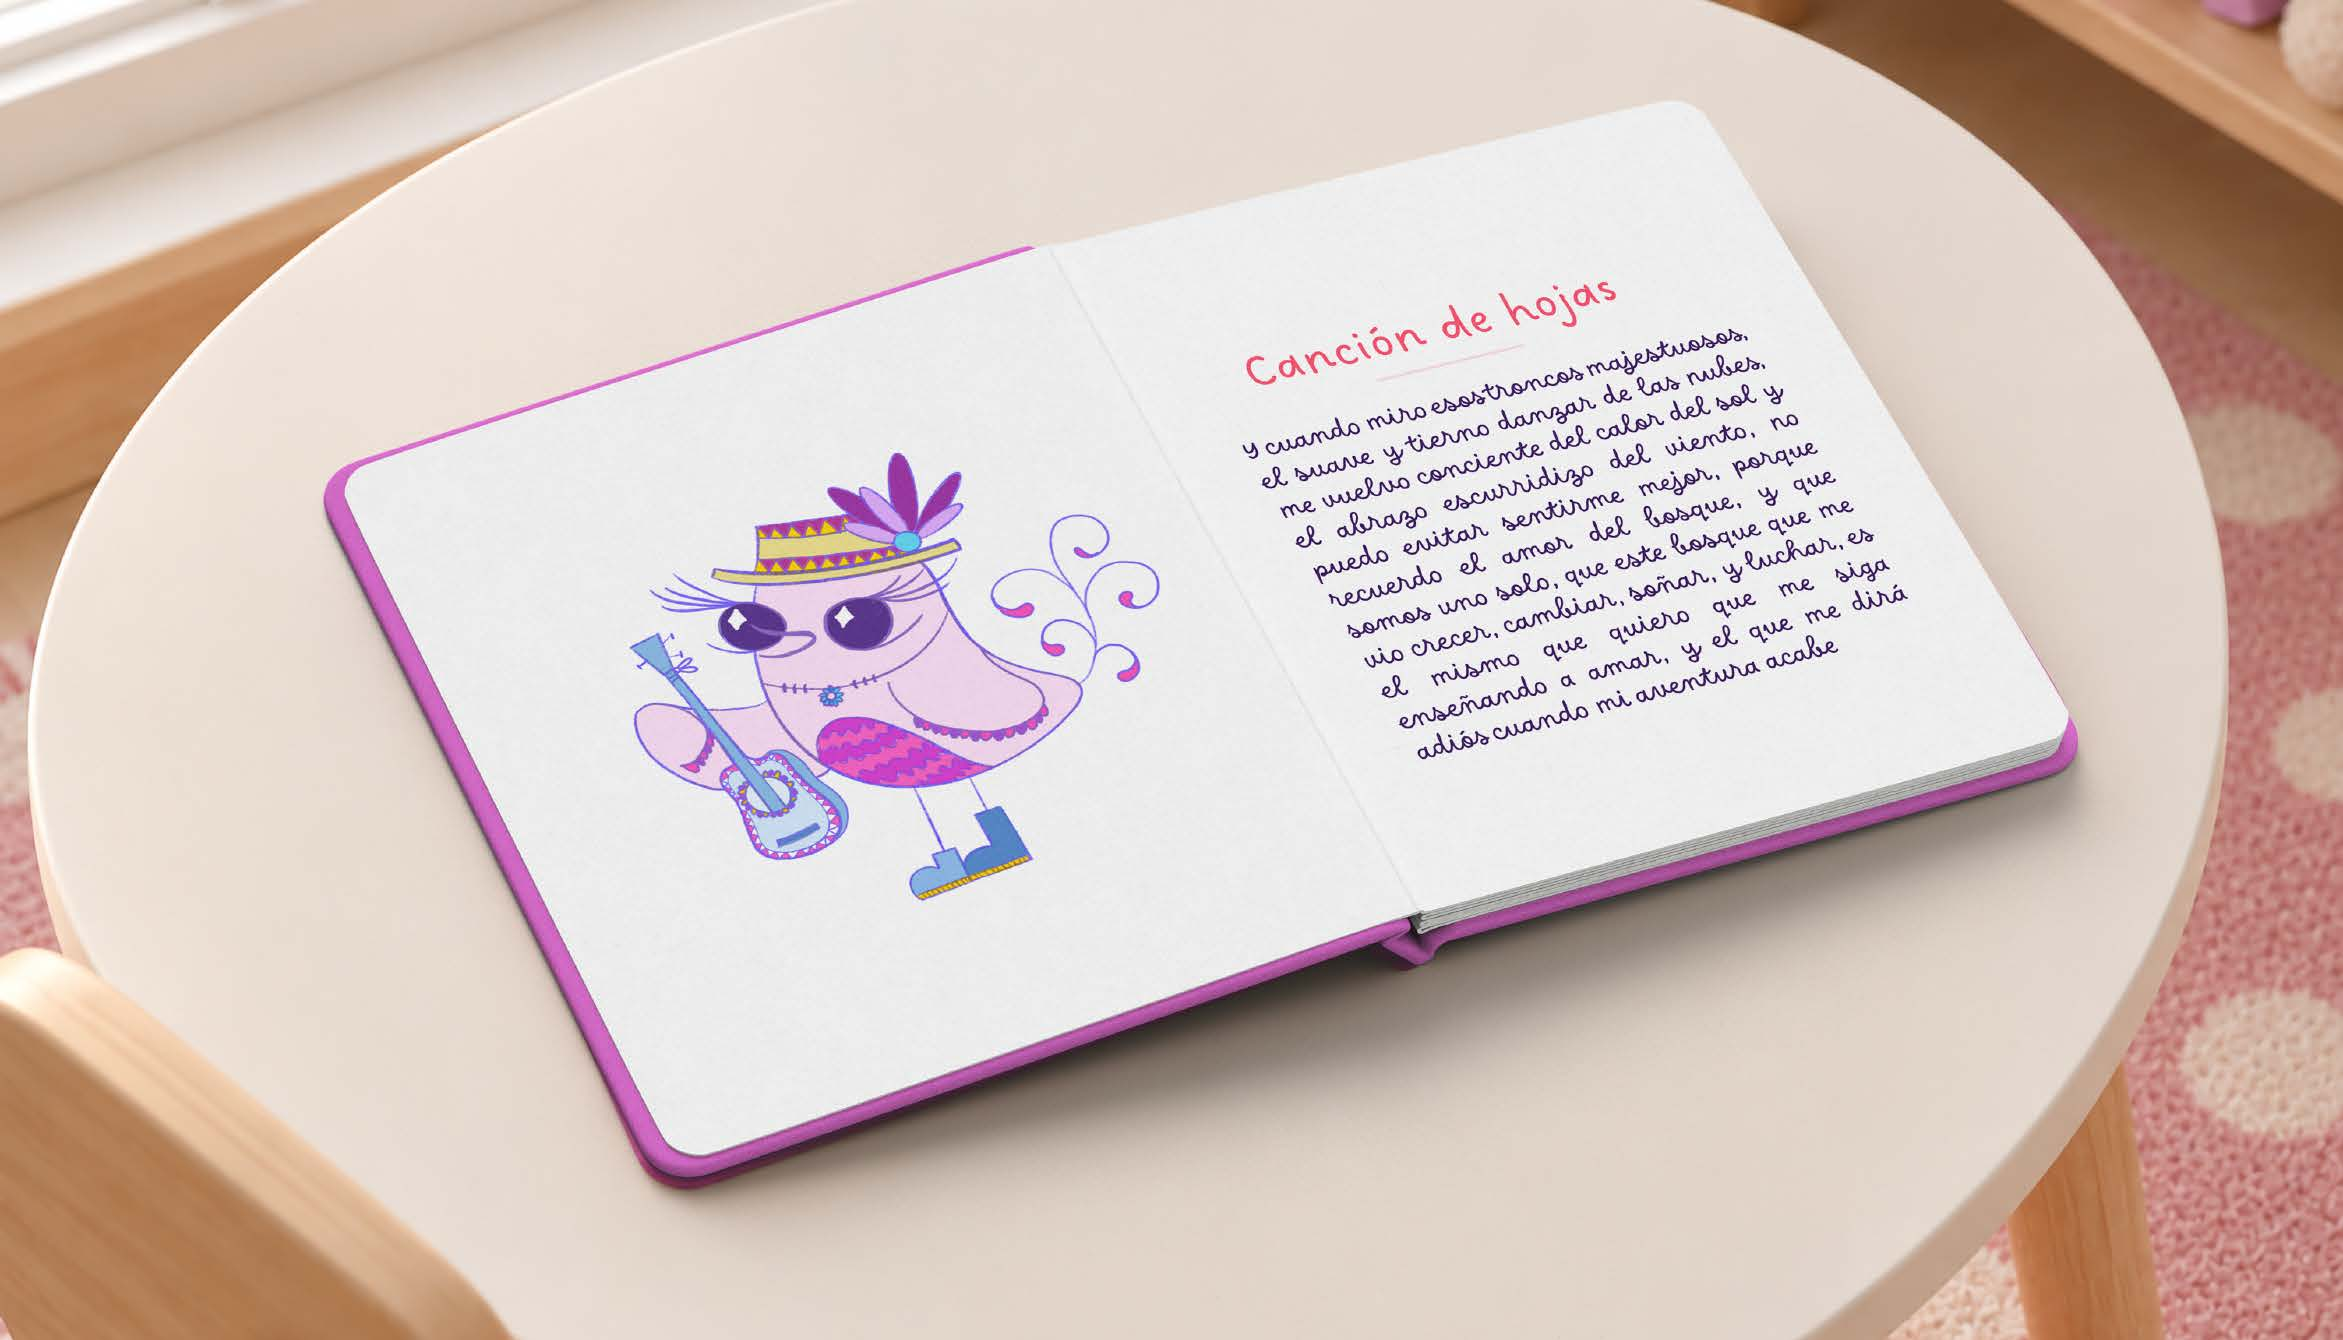 Canción de hojas
y cuando miro esos troncos majestuosos,
el suave y tierno danzar de las nubes,
me vuelvo conciente del calor del sol y
el abrazo escurridizo del viento, no
puedo evitar sentirme mejor, porque
recuerdo el amor del bosque, y que
somos uno solo, que este bosque que me
vio crecer, cambiar, soñar, y luchar, es
el mismo que quiero que me siga
enseñando a amar, y el que me dirá
adiós cuando mi aventura acabe